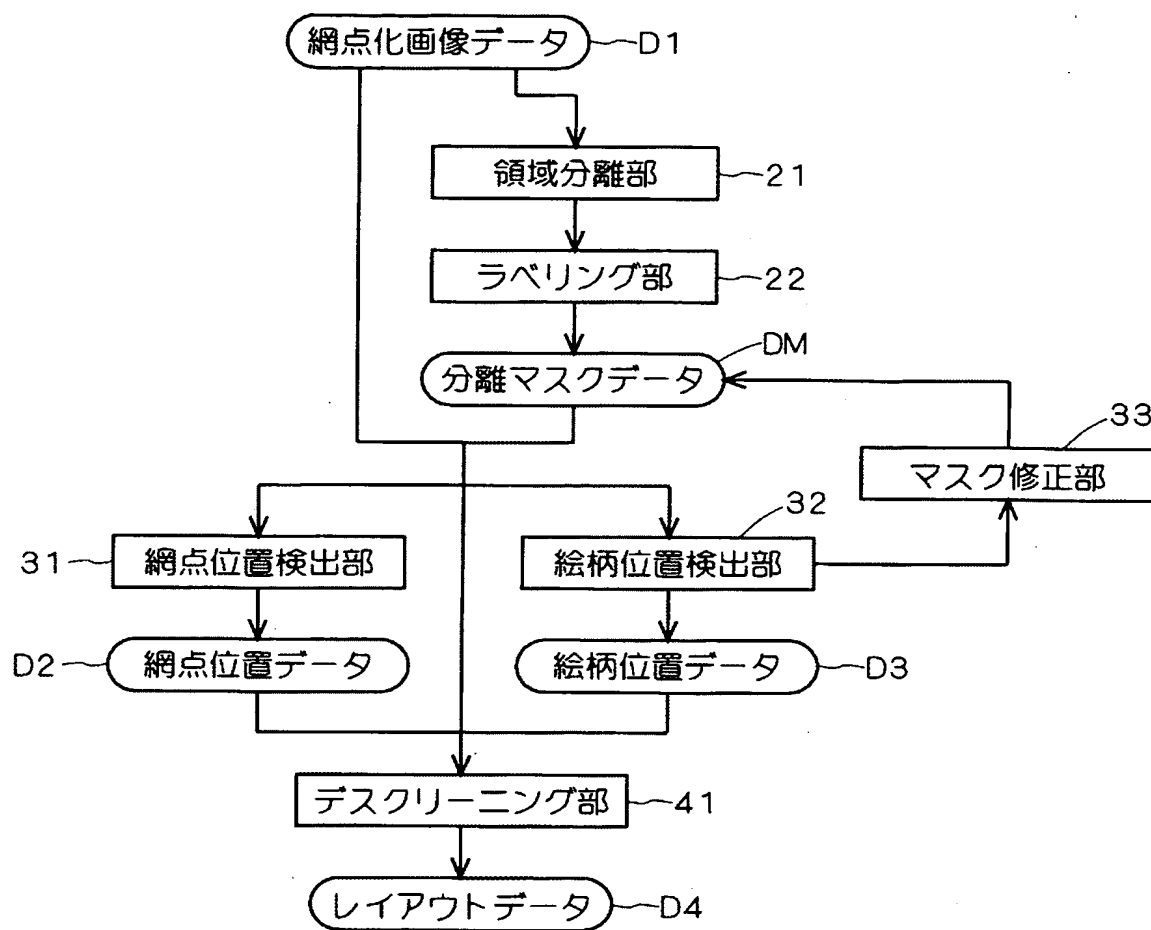 網点化画像データ D1
領域分離部 21
ラベリング部 22
DM
分離マスクデータ
33
マスク修正部
32
31 網点位置検出部 絵柄位置検出部
D2 網点位置データ 絵柄位置データ D3
デスクリーニング部 41
レイアウトデータ D4